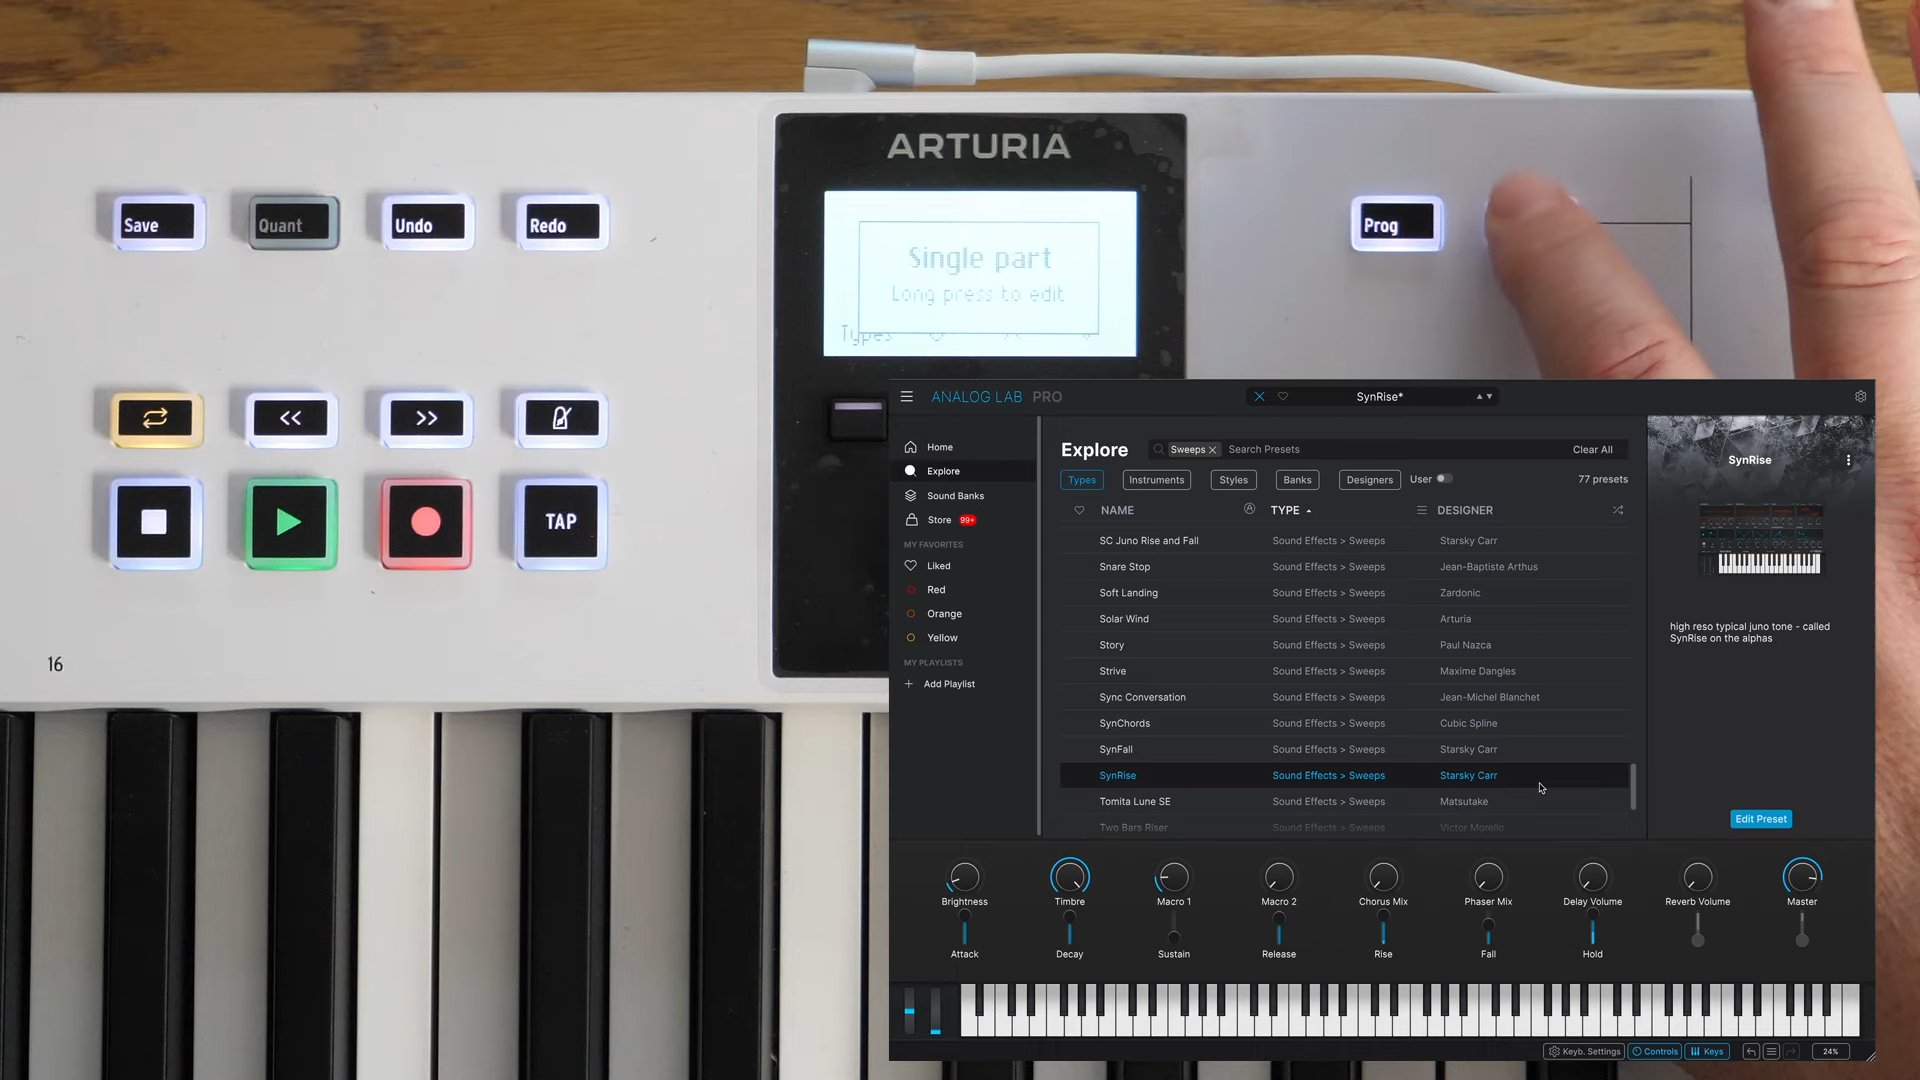 ARTURIA
Save
Quant
Undo
Redo
Single part
Long press to edit
Types
Prog
<<
>>
TAP
16
ANALOG LAB PRO
SynRise*
Home
Explore
Sound Banks
Store 99+
MY FAVORITES
Liked
Red
Orange
Yellow
MY PLAYLISTS
+ Add Playlist
Explore
Sweeps Search Presets Clear All
Types Instruments Styles Banks Designers User 77 presets
NAME TYPE DESIGNER
SC Juno Rise and Fall Sound Effects > Sweeps Starsky Carr
Snare Stop Sound Effects > Sweeps Jean-Baptiste Arthus
Soft Landing Sound Effects > Sweeps Zardonic
Solar Wind Sound Effects > Sweeps Arturia
Story Sound Effects > Sweeps Paul Nazca
Strive Sound Effects > Sweeps Maxime Dangles
Sync Conversation Sound Effects > Sweeps Jean-Michel Blanchet
SynChords Sound Effects > Sweeps Cubic Spline
SynFall Sound Effects > Sweeps Starsky Carr
SynRise Sound Effects > Sweeps Starsky Carr
Tomita Lune SE Sound Effects > Sweeps Matsutake
Two Bars Riser Sound Effects > Sweeps Victor Morello
SynRise
high reso typical juno tone - called
SynRise on the alphas
Edit Preset
Brightness Timbre Macro 1 Macro 2 Chorus Mix Phaser Mix Delay Volume Reverb Volume Master
Attack Decay Sustain Release Rise Fall Hold
Keyb. Settings Controls Keys 24%